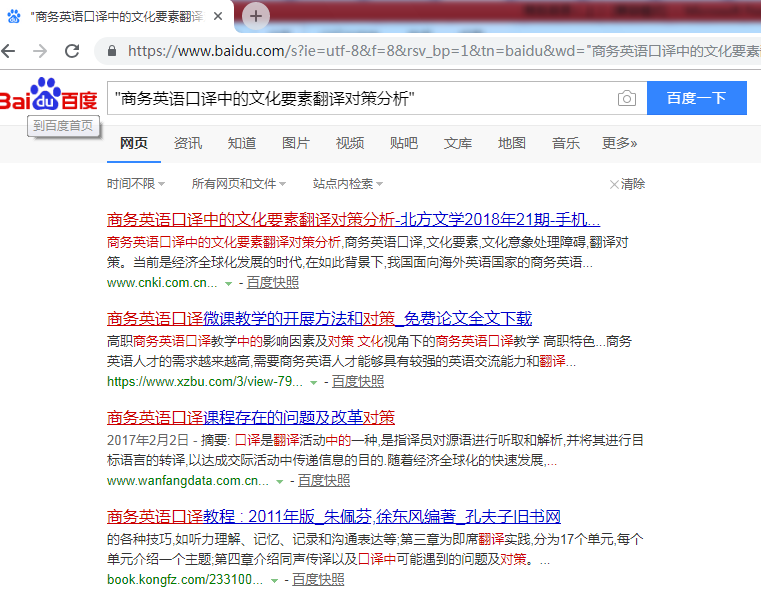 "商务英语口译中的文化要素翻译
https://www.baidu.com/s?ie=utf-8&f=8&rsv_bp=1&tn=baidu&wd="商务英语口译中的文化要素
Bai du 百度
"商务英语口译中的文化要素翻译对策分析"
百度一下
到百度首页
网页 资讯 知道 图片 视频 贴吧 文库 地图 音乐 更多»
时间不限 所有网页和文件 站点内检索 清除
商务英语口译中的文化要素翻译对策分析-北方文学2018年21期-手机...
商务英语口译中的文化要素翻译对策分析,商务英语口译,文化要素,文化意象处理障碍,翻译对
策。当前是经济全球化发展的时代,在如此背景下,我国面向海外英语国家的商务英语...
www.cnki.com.cn... - 百度快照
商务英语口译微课教学的开展方法和对策_免费论文全文下载
高职商务英语口译教学中的影响因素及对策 文化视角下的商务英语口译教学 高职特色...商务
英语人才的需求越来越高,需要商务英语人才能够具有较强的英语交流能力和翻译...
https://www.xzbu.com/3/view-79... - 百度快照
商务英语口译课程存在的问题及改革对策
2017年2月2日 - 摘要: 口译是翻译活动中的一种,是指译员对源语进行听取和解析,并将其进行目
标语言的转译,以达成交际活动中传递信息的目的.随着经济全球化的快速发展,...
www.wanfangdata.com.cn... - 百度快照
商务英语口译教程 : 2011年版_朱佩芬,徐东风编著_孔夫子旧书网
的各种技巧,如听力理解、记忆、记录和沟通表达等;第三章为即席翻译实践,分为17个单元,每个
单元介绍一个主题;第四章介绍同声传译以及口译中可能遇到的问题及对策。...
book.kongfz.com/233100... - 百度快照